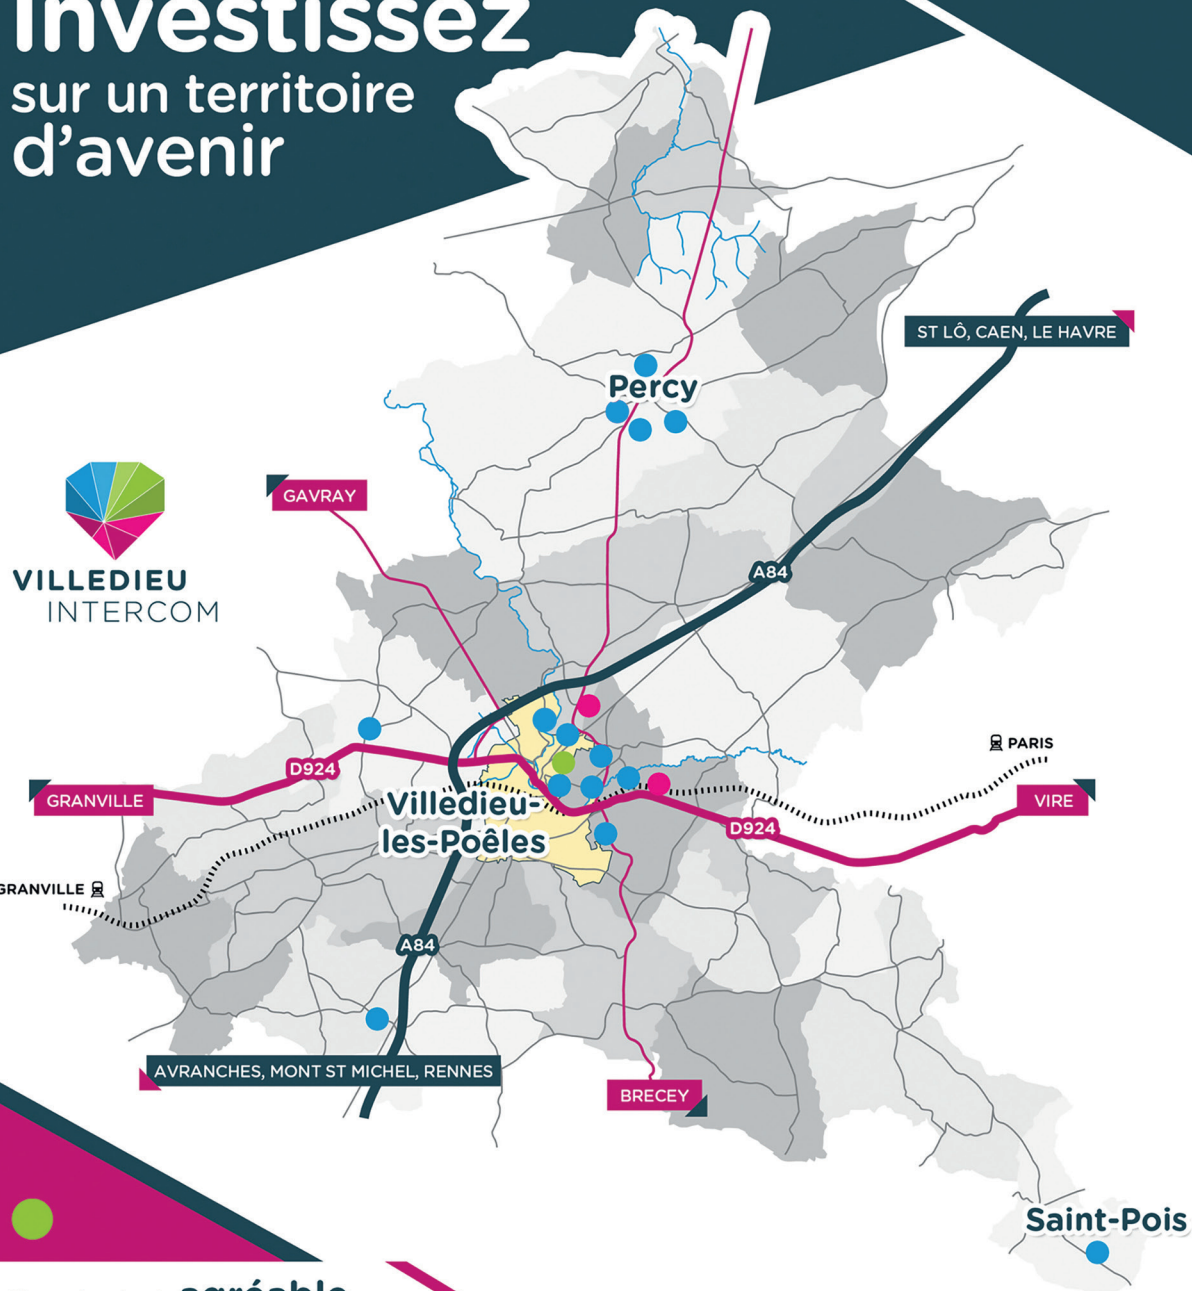 Investissez
sur un territoire
d'avenir
ST LÔ, CAEN, LE HAVRE
Percy
GAVRAY
VILLEDIEU
INTERCOM
A84
PARIS
D924
GRANVILLE
VIRE
Villedieu-
les-Poêles
D924
GRANVILLE
A84
AVRANCHES, MONT ST MICHEL, RENNES
BRECEY
Saint-Pois
agréable